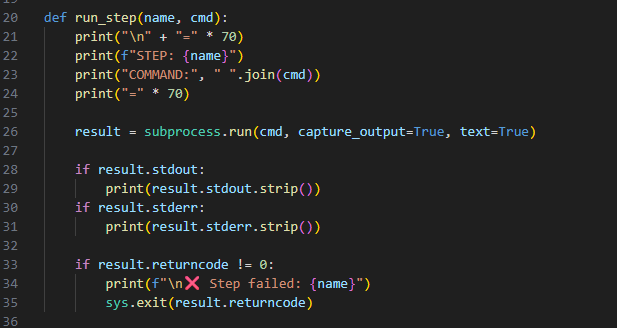 20 def run_step(name, cmd):
21     print("\n" + "=" * 70)
22     print(f"STEP: {name}")
23     print("COMMAND:", " ".join(cmd))
24     print("=" * 70)
25
26     result = subprocess.run(cmd, capture_output=True, text=True)
27
28     if result.stdout:
29         print(result.stdout.strip())
30     if result.stderr:
31         print(result.stderr.strip())
32
33     if result.returncode != 0:
34         print(f"\n❌ Step failed: {name}")
35         sys.exit(result.returncode)
36